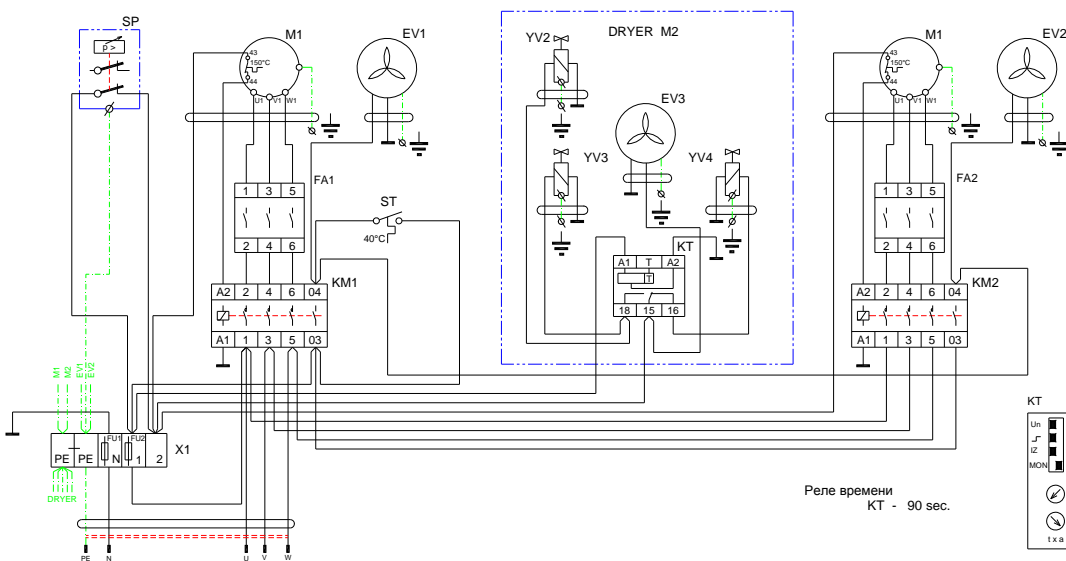 SP
p >
43
150°C
44
M1
U1 V1 W1
EV1
FA1
1 3 5
2 4 6
ST
40°C
KM1
A2 2 4 6 04
A1 1 3 5 03
DRYER M2
YV2
EV3
YV3
YV4
KT
A1 T A2
T
18 15 16
43
150°C
44
M1
U1 V1 W1
EV2
FA2
1 3 5
2 4 6
KM2
A2 2 4 6 04
A1 1 3 5 03
M1
M2
EV1
EV2
FU1
FU2
PE PE N 1 2
X1
DRYER
PE N U V W
Реле времени
KT - 90 sec.
KT
Un
IZ
MON
t x a